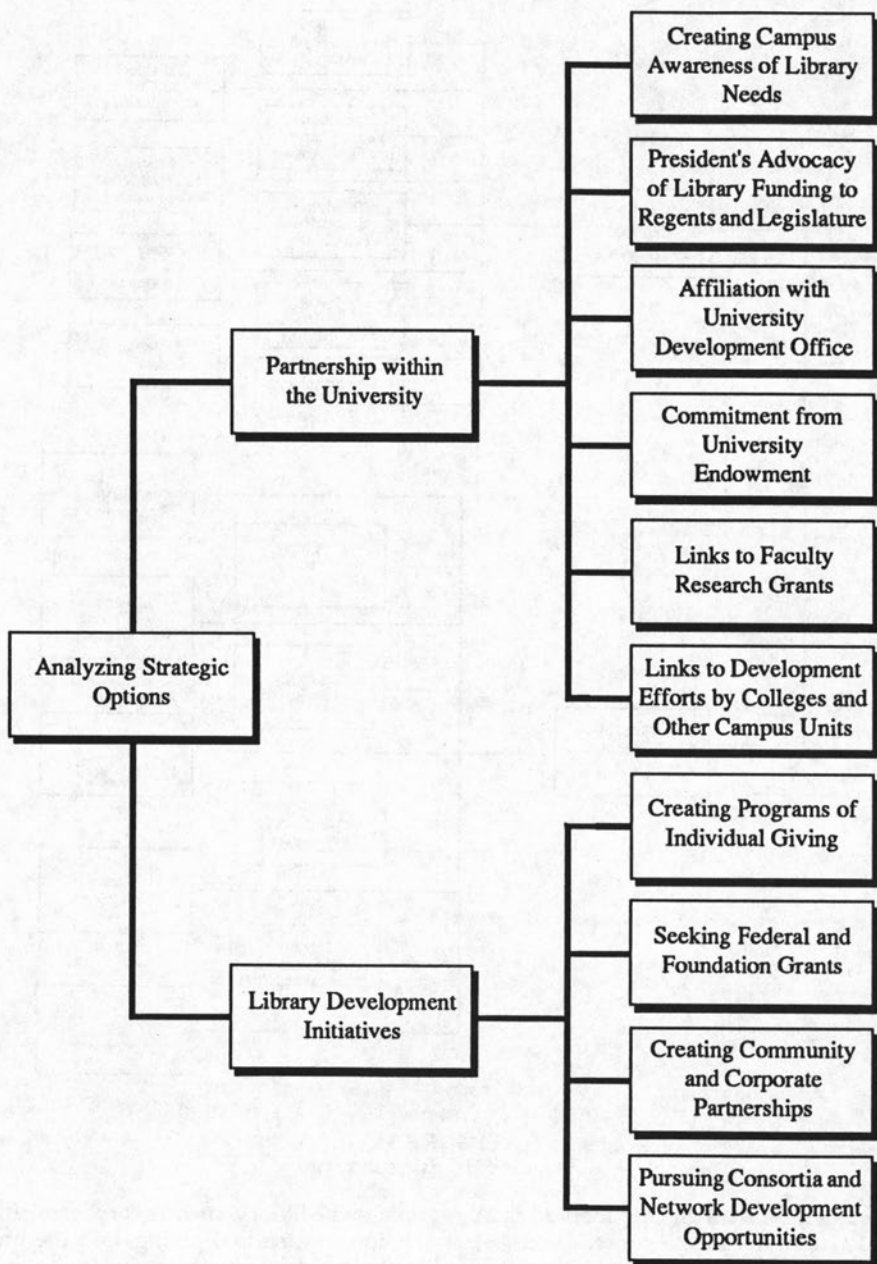 Creating Campus
Awareness of Library
Needs
President's Advocacy
of Library Funding to
Regents and Legislature
Affiliation with
University
Development Office
Partnership within
the University
Commitment from
University
Endowment
Links to Faculty
Research Grants
Analyzing Strategic
Options
Links to Development
Efforts by Colleges and
Other Campus Units
Creating Programs of
Individual Giving
Seeking Federal and
Foundation Grants
Library Development
Initiatives
Creating Community
and Corporate
Partnerships
Pursuing Consortia and
Network Development
Opportunities